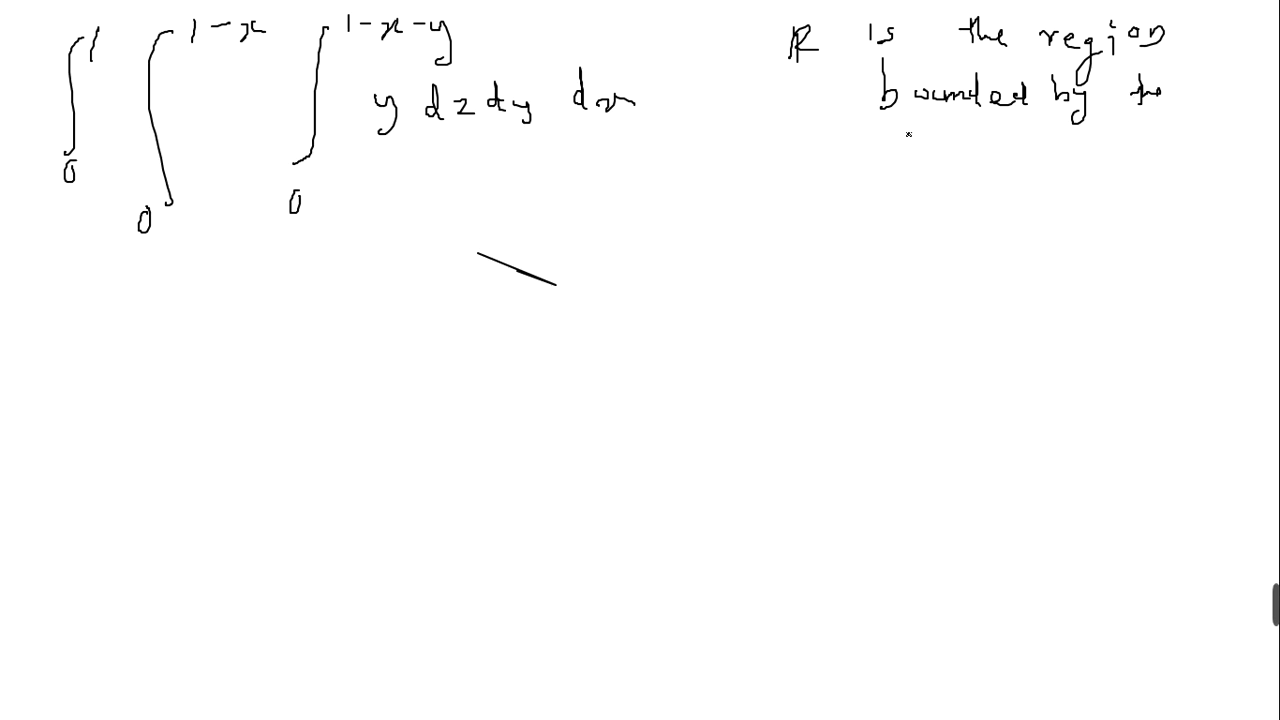 ∫₀¹ ∫₀^{1-x} ∫₀^{1-x-y} y dz dy dx
R is the region
bounded by the